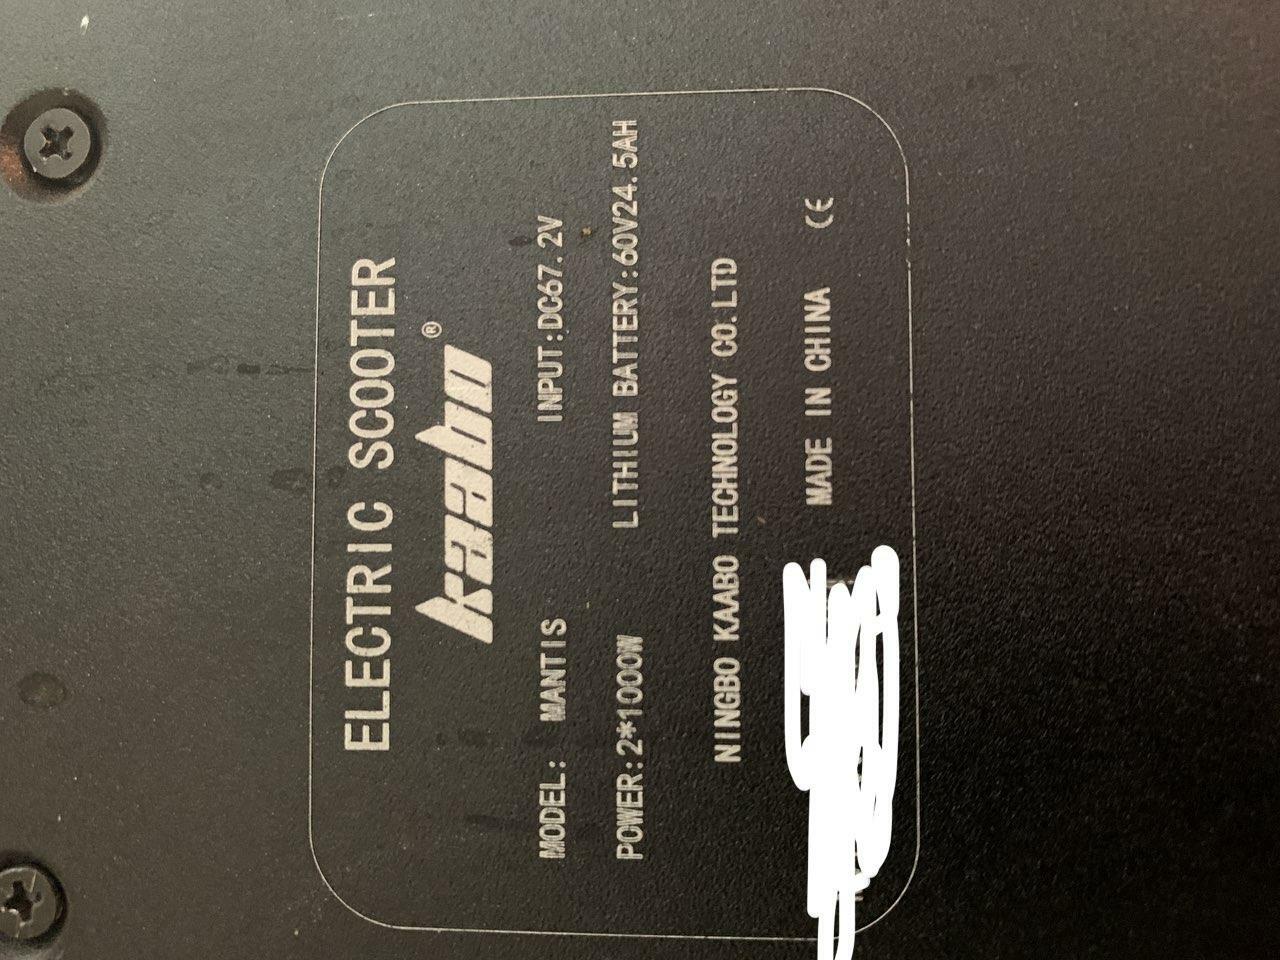 ELECTRIC SCOOTER
kaabo®
MODEL: MANTIS INPUT:DC67.2V
POWER:2*1000W LITHIUM BATTERY:60V24.5AH
NINGBO KAABO TECHNOLOGY CO.LTD
MADE IN CHINA CE